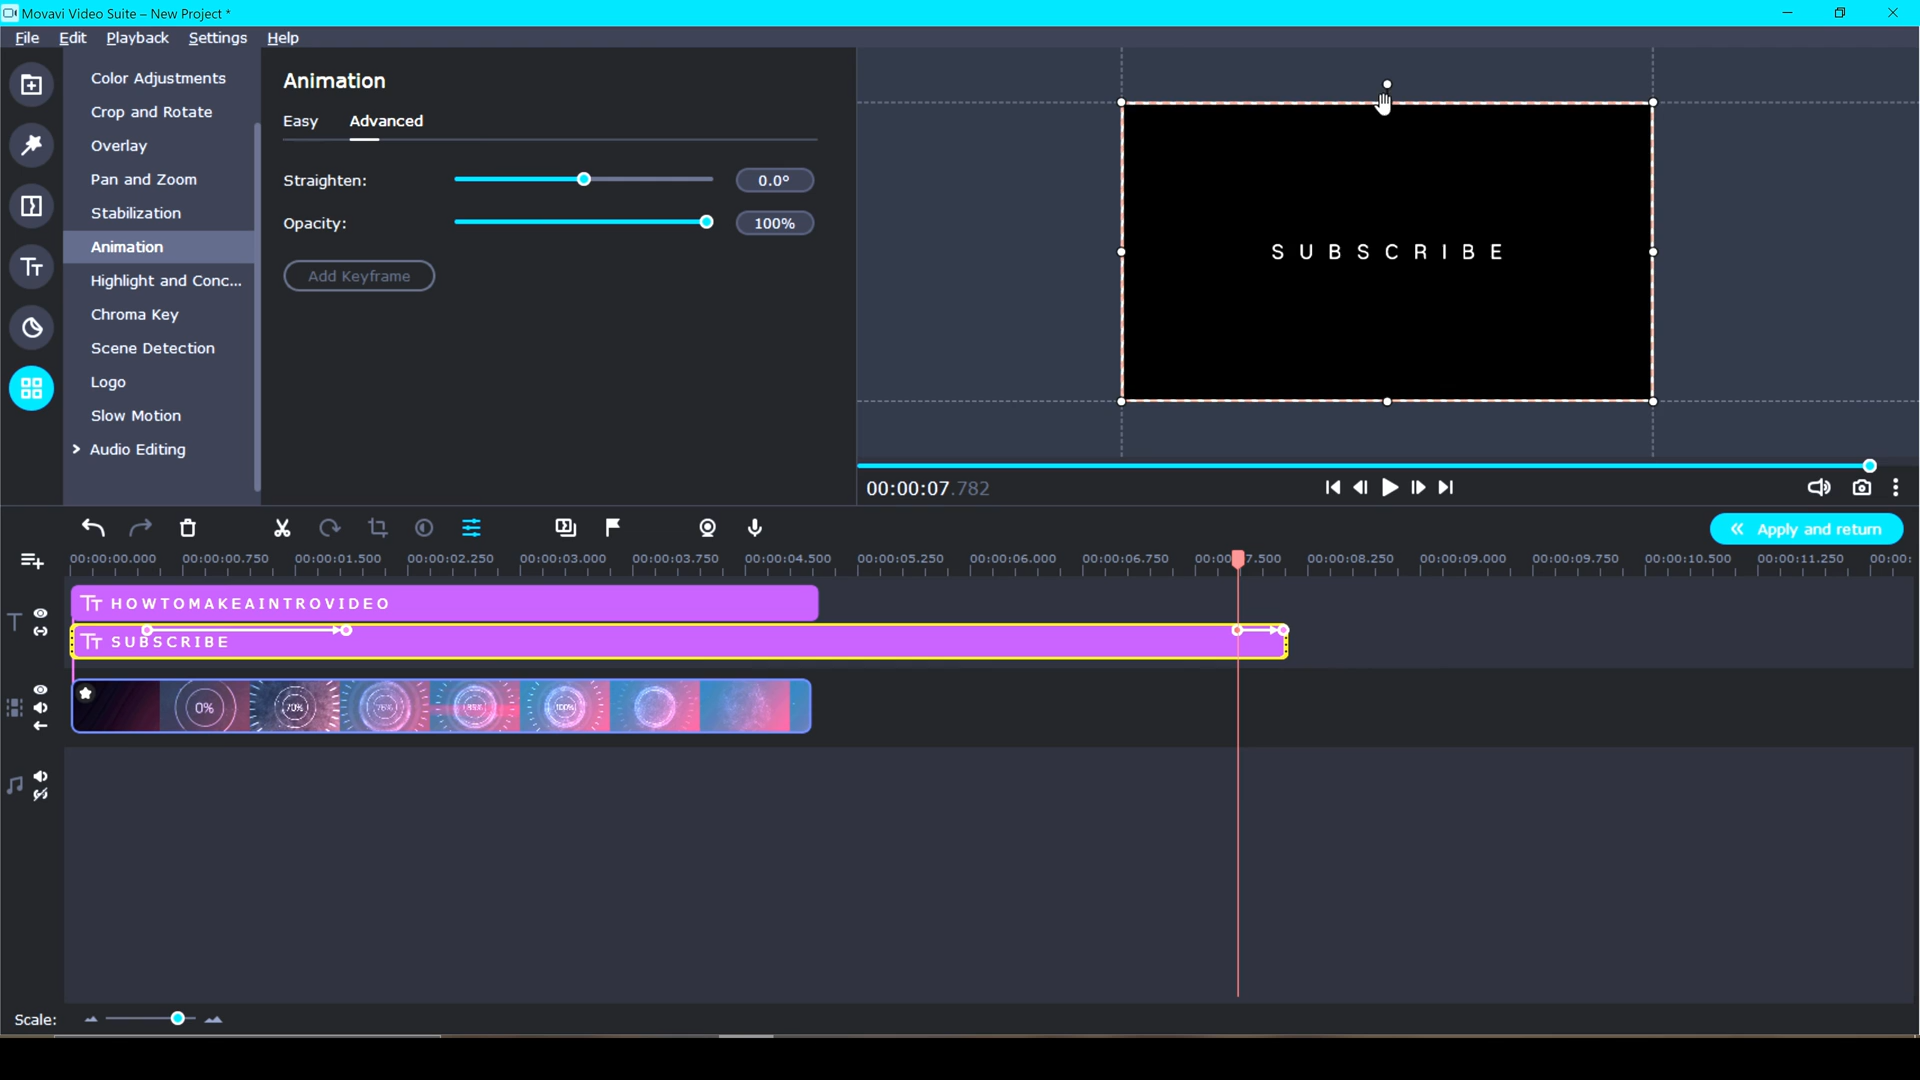 Movavi Video Suite – New Project *
File Edit Playback Settings Help
Color Adjustments
Crop and Rotate
Overlay
Pan and Zoom
Stabilization
Animation
Highlight and Conc...
Chroma Key
Scene Detection
Logo
Slow Motion
Audio Editing
Animation
Easy Advanced
Straighten: 0.0°
Opacity: 100%
Add Keyframe
S U B S C R I B E
00:00:07.782
Apply and return
00:00:00.000 00:00:00.750 00:00:01.500 00:00:02.250 00:00:03.000 00:00:03.750 00:00:04.500 00:00:05.250 00:00:06.000 00:00:06.750 00:00:07.500 00:00:08.250 00:00:09.000 00:00:09.750 00:00:10.500 00:00:11.250 00:00:
H O W T O M A K E A I N T R O V I D E O
S U B S C R I B E
0% 70% 100%
Scale: